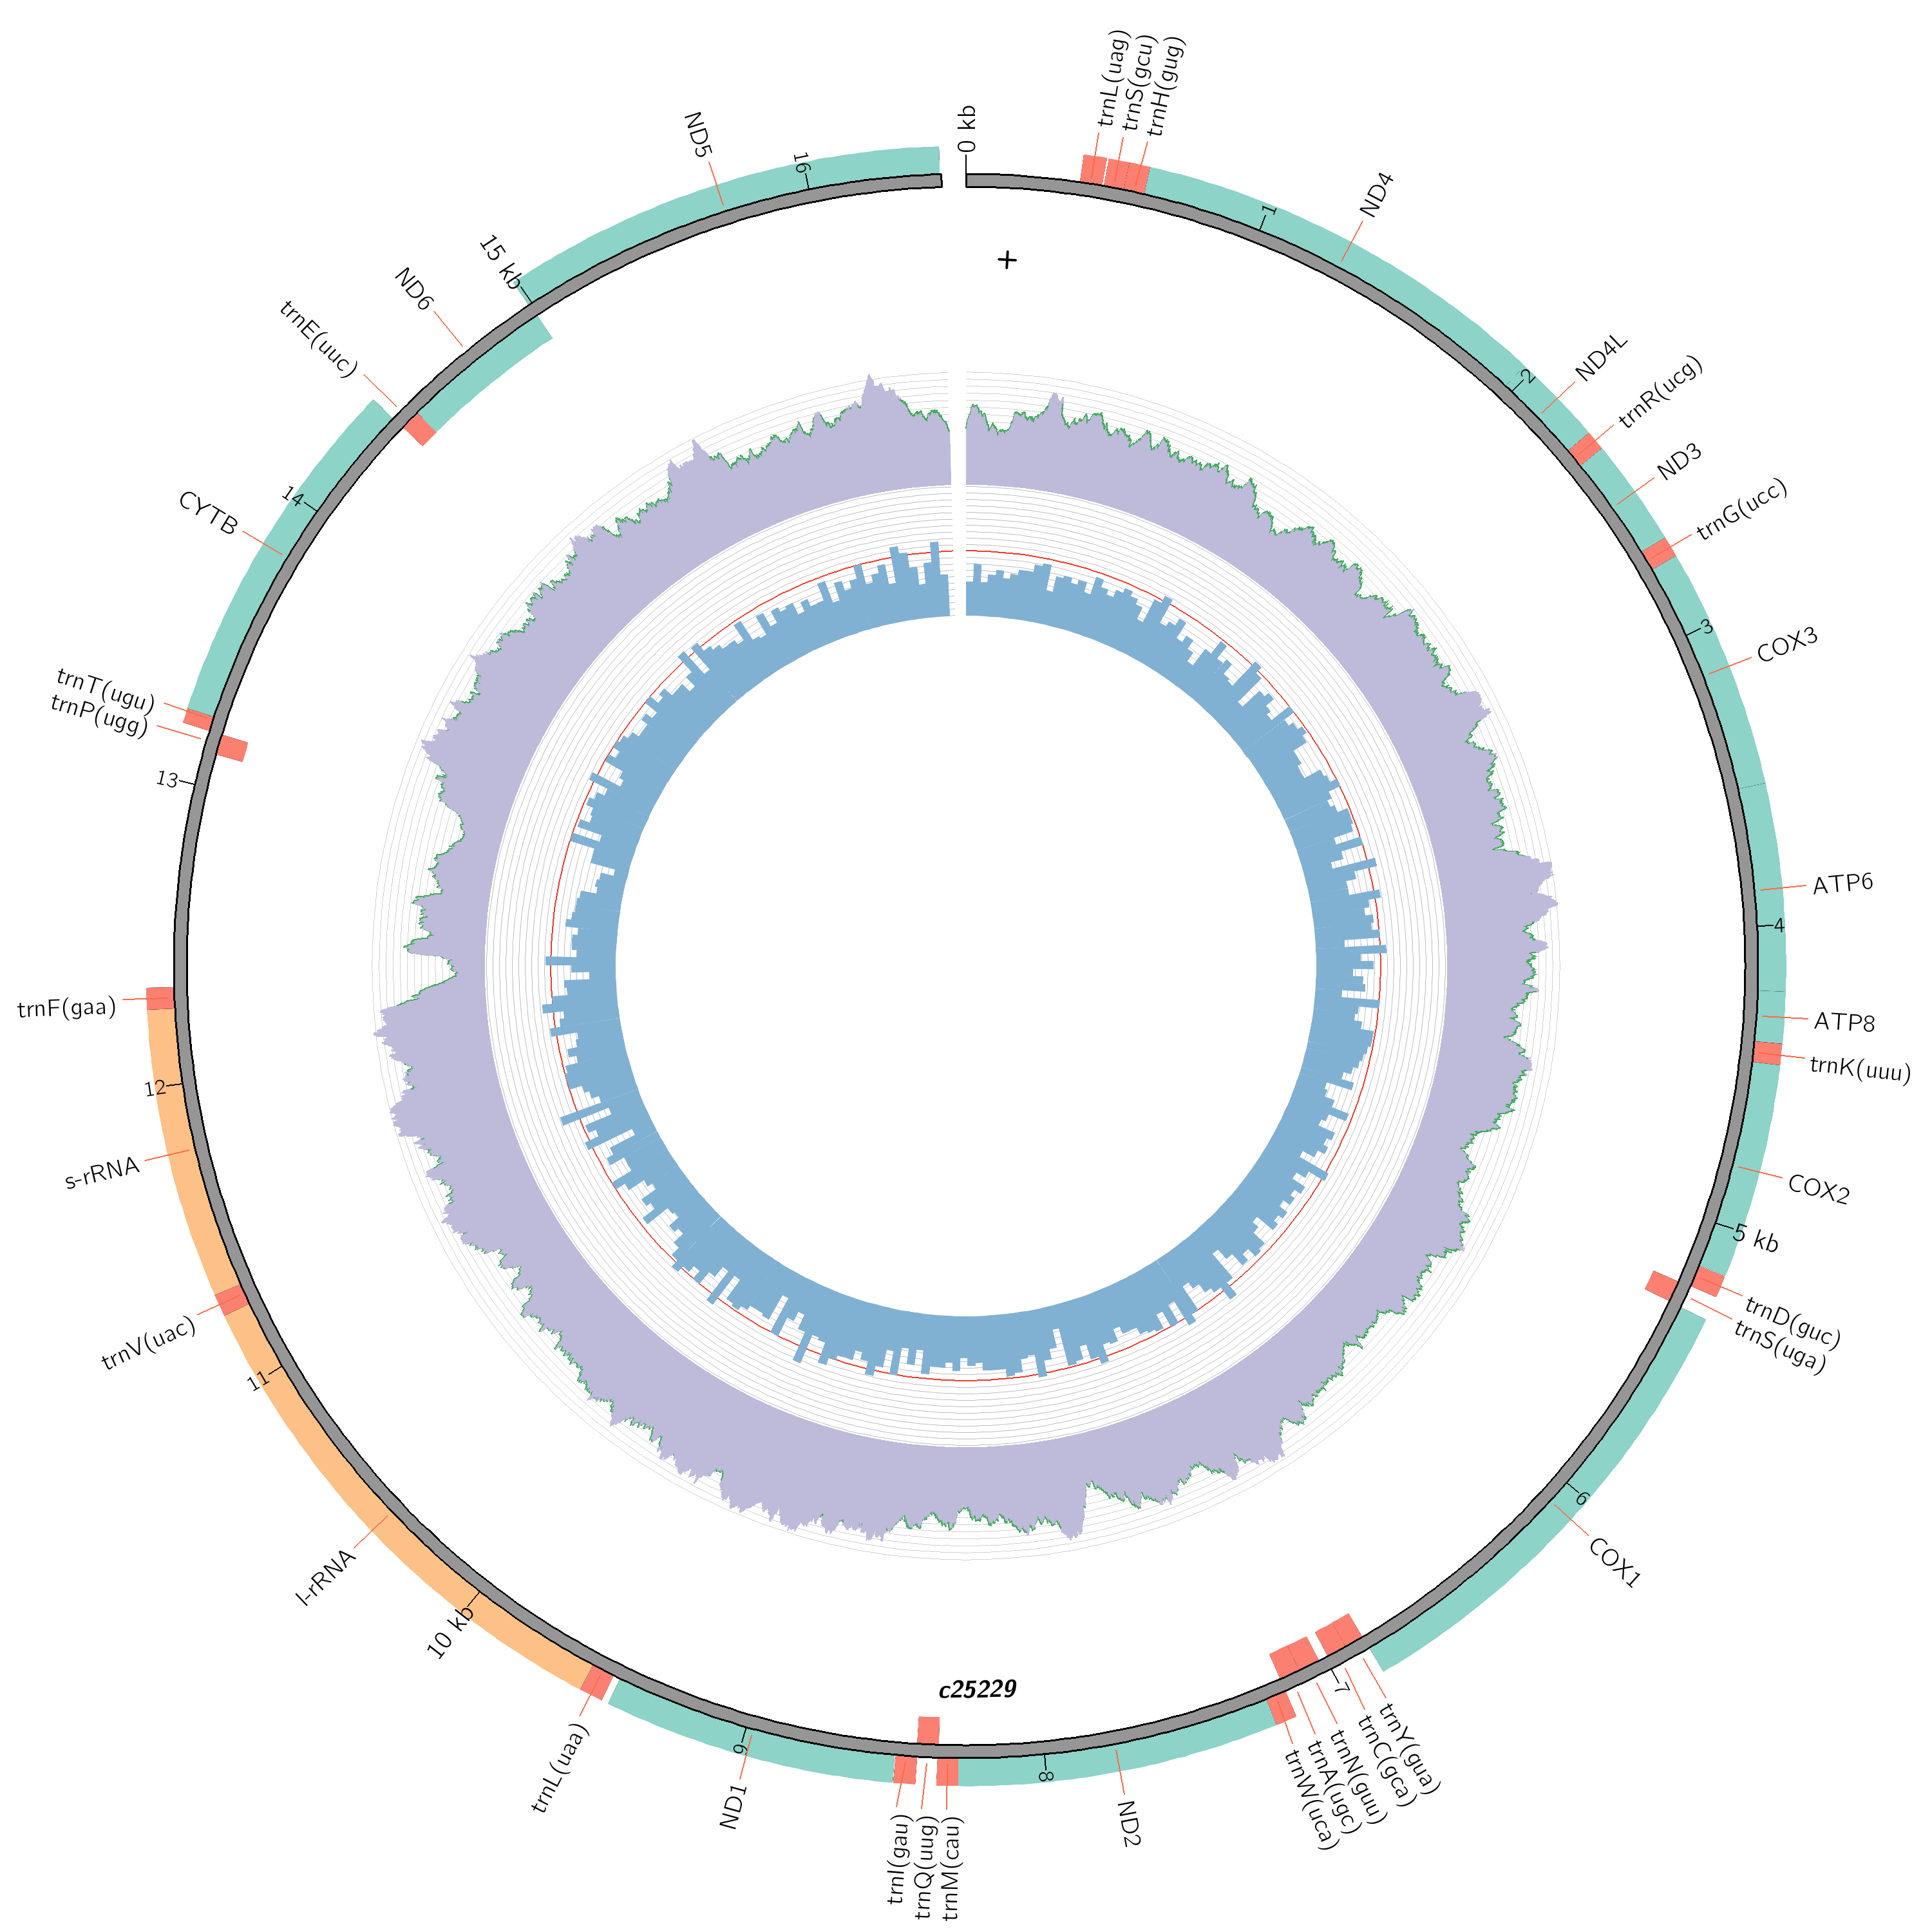 0 kb
trnL(uag)
trnS(gcu)
trnH(gug)
1
ND4
2
ND4L
trnR(ucg)
ND3
trnG(ucc)
3
COX3
ATP6
4
ATP8
trnK(uuu)
COX2
5 kb
trnD(guc)
trnS(uga)
6
COX1
trnY(gua)
trnC(gca)
7
trnN(guu)
trnA(ugc)
trnW(uca)
ND2
8
trnM(cau)
trnQ(uug)
trnI(gau)
9
ND1
trnL(uaa)
10 kb
l-rRNA
11
trnV(uac)
s-rRNA
12
trnF(gaa)
13
trnP(ugg)
trnT(ugu)
CYTB
14
trnE(uuc)
ND6
15 kb
ND5
16
+
c25229